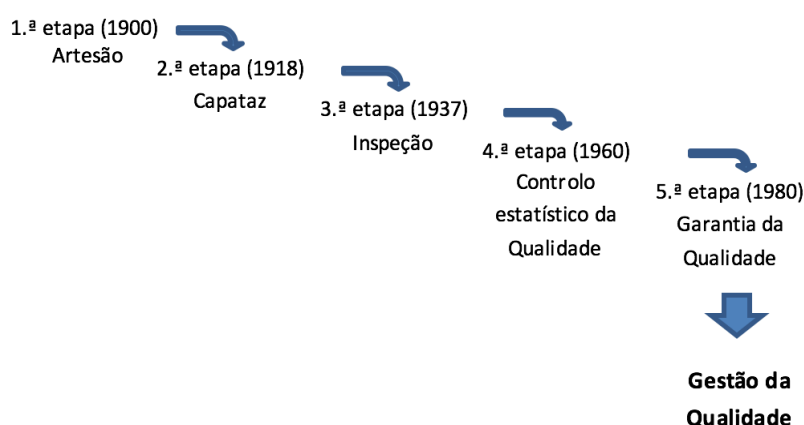 1.ª etapa (1900)
Artesão
2.ª etapa (1918)
Capataz
3.ª etapa (1937)
Inspeção
4.ª etapa (1960)
Controlo
estatístico da
Qualidade
5.ª etapa (1980)
Garantia da
Qualidade
Gestão da
Qualidade